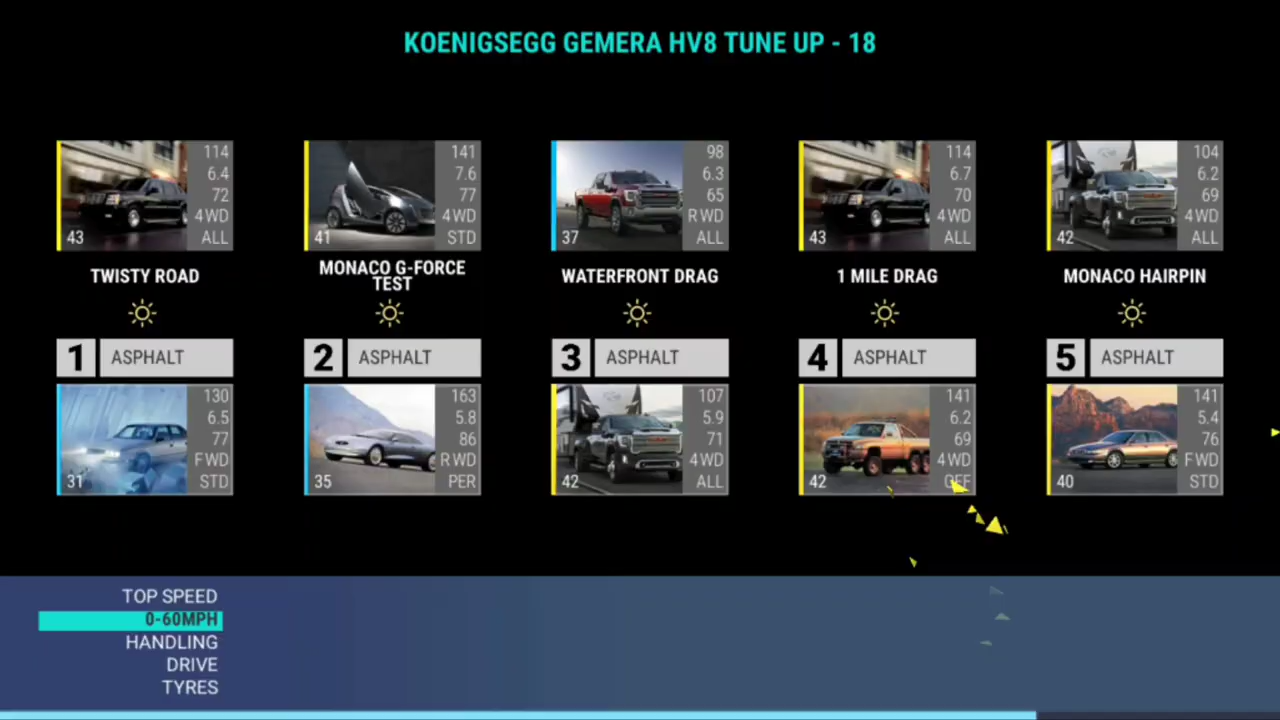 KOENIGSEGG GEMERA HV8 TUNE UP - 18
114
6.4
72
4WD
43
ALL
141
7.6
77
4WD
41
STD
98
6.3
65
RWD
37
ALL
114
6.7
70
4WD
43
ALL
104
6.2
69
4WD
42
ALL
TWISTY ROAD
MONACO G-FORCE
TEST
WATERFRONT DRAG
1 MILE DRAG
MONACO HAIRPIN
1 ASPHALT
2 ASPHALT
3 ASPHALT
4 ASPHALT
5 ASPHALT
130
6.5
77
FWD
31
STD
163
5.8
86
RWD
35
PER
107
5.9
71
4WD
42
ALL
141
6.2
69
4WD
42
OFF
141
5.4
76
FWD
40
STD
TOP SPEED
0-60MPH
HANDLING
DRIVE
TYRES